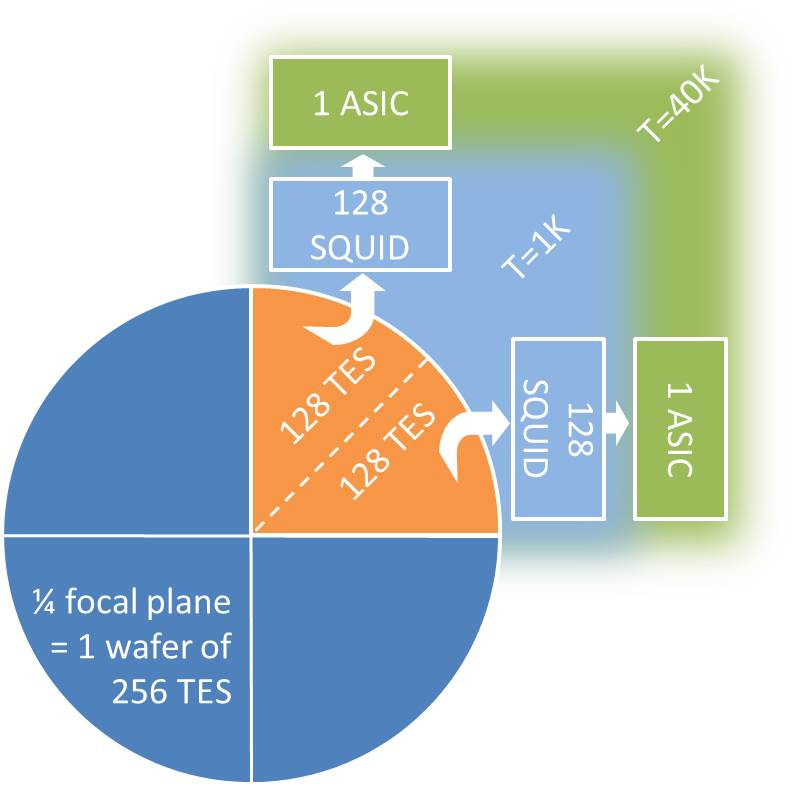 1 ASIC
T=40K
128
SQUID
T=1K
128 TES
128 TES
128
SQUID
1 ASIC
¼ focal plane
= 1 wafer of
256 TES